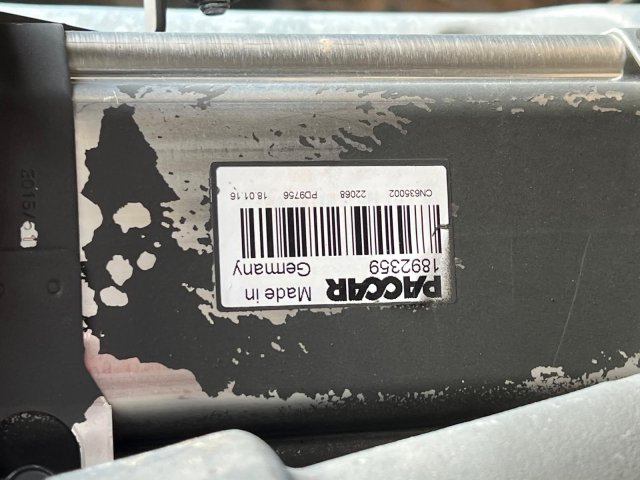 PACCAR
Made in
Germany
1892359
CN635002 22068 PD9756 18.01.16